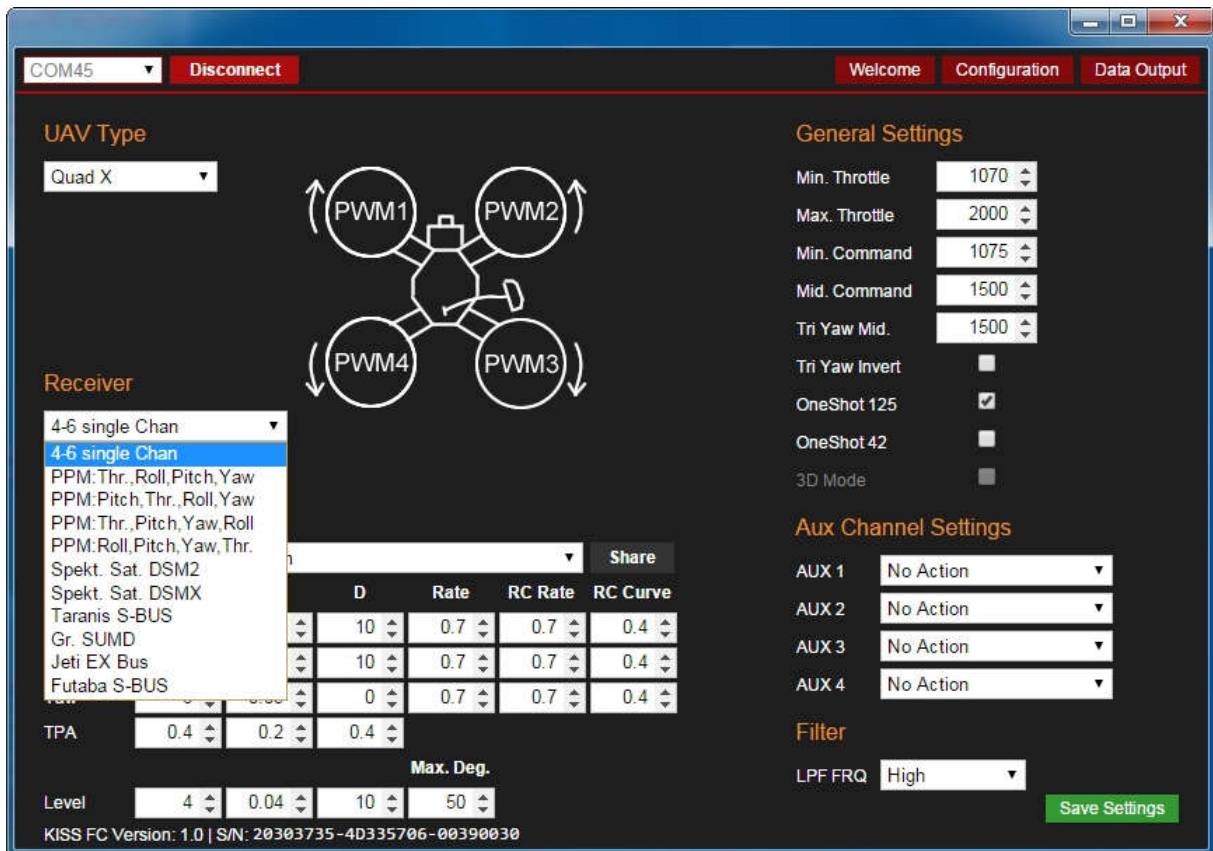 COM45 Disconnect Welcome Configuration Data Output
UAV Type
Quad X
PWM1 PWM2
PWM4 PWM3
Receiver
4-6 single Chan
4-6 single Chan
PPM:Thr.,Roll,Pitch,Yaw
PPM:Pitch,Thr.,Roll,Yaw
PPM:Thr.,Pitch,Yaw,Roll
PPM:Roll,Pitch,Yaw,Thr.
Spekt. Sat. DSM2
Spekt. Sat. DSMX
Taranis S-BUS
Gr. SUMD
Jeti EX Bus
Futaba S-BUS
Share
D Rate RC Rate RC Curve
10 0.7 0.7 0.4
10 0.7 0.7 0.4
0 0.7 0.7 0.4
TPA 0.4 0.2 0.4
Max. Deg.
Level 4 0.04 10 50
KISS FC Version: 1.0 | S/N: 20303735-4D335706-00390030
General Settings
Min. Throttle 1070
Max. Throttle 2000
Min. Command 1075
Mid. Command 1500
Tri Yaw Mid. 1500
Tri Yaw Invert
OneShot 125
OneShot 42
3D Mode
Aux Channel Settings
AUX 1 No Action
AUX 2 No Action
AUX 3 No Action
AUX 4 No Action
Filter
LPF FRQ High
Save Settings